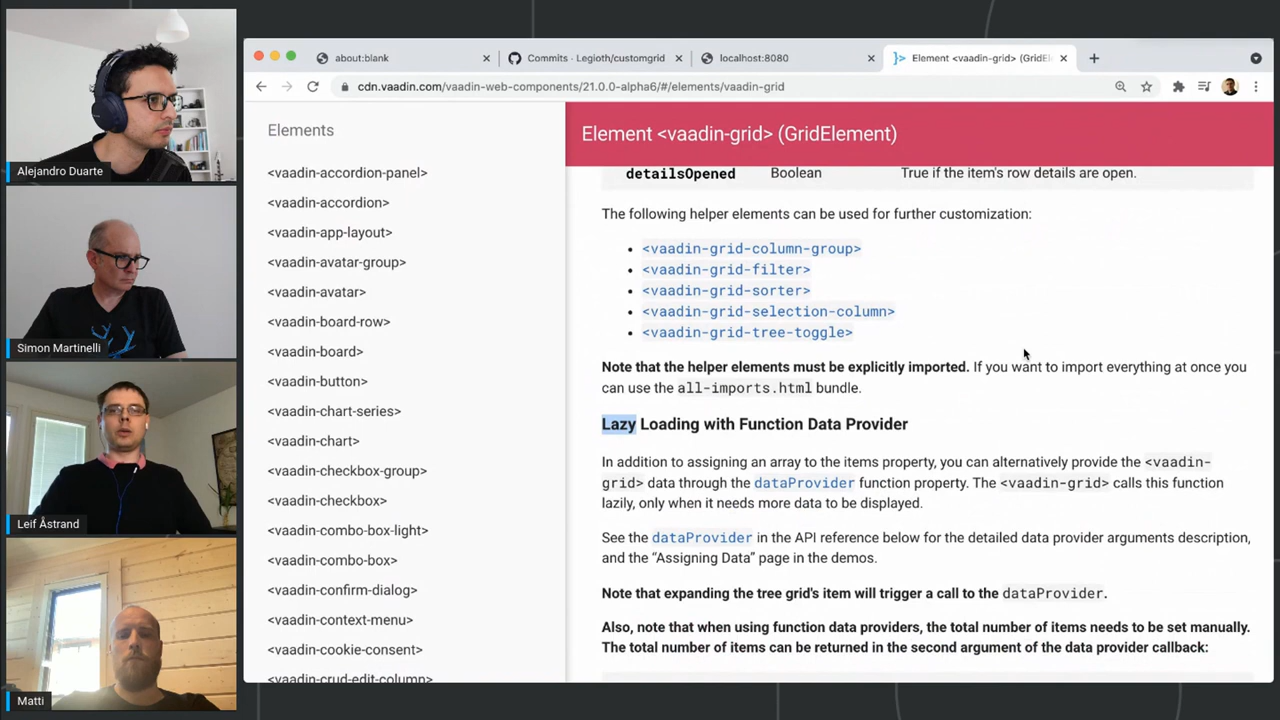 Alejandro Duarte
Simon Martinelli
Leif Åstrand
Matti
about:blank
Commits · Legioth/customgrid
localhost:8080
Element <vaadin-grid> (GridEl
cdn.vaadin.com/vaadin-web-components/21.0.0-alpha6/#/elements/vaadin-grid
Elements
<vaadin-accordion-panel>
<vaadin-accordion>
<vaadin-app-layout>
<vaadin-avatar-group>
<vaadin-avatar>
<vaadin-board-row>
<vaadin-board>
<vaadin-button>
<vaadin-chart-series>
<vaadin-chart>
<vaadin-checkbox-group>
<vaadin-checkbox>
<vaadin-combo-box-light>
<vaadin-combo-box>
<vaadin-confirm-dialog>
<vaadin-context-menu>
<vaadin-cookie-consent>
<vaadin-crud-edit-column>
Element <vaadin-grid> (GridElement)
detailsOpened Boolean True if the item's row details are open.
The following helper elements can be used for further customization:
<vaadin-grid-column-group>
<vaadin-grid-filter>
<vaadin-grid-sorter>
<vaadin-grid-selection-column>
<vaadin-grid-tree-toggle>
Note that the helper elements must be explicitly imported. If you want to import everything at once you
can use the all-imports.html bundle.
Lazy Loading with Function Data Provider
In addition to assigning an array to the items property, you can alternatively provide the <vaadin-
grid> data through the dataProvider function property. The <vaadin-grid> calls this function
lazily, only when it needs more data to be displayed.
See the dataProvider in the API reference below for the detailed data provider arguments description,
and the “Assigning Data” page in the demos.
Note that expanding the tree grid's item will trigger a call to the dataProvider.
Also, note that when using function data providers, the total number of items needs to be set manually.
The total number of items can be returned in the second argument of the data provider callback: